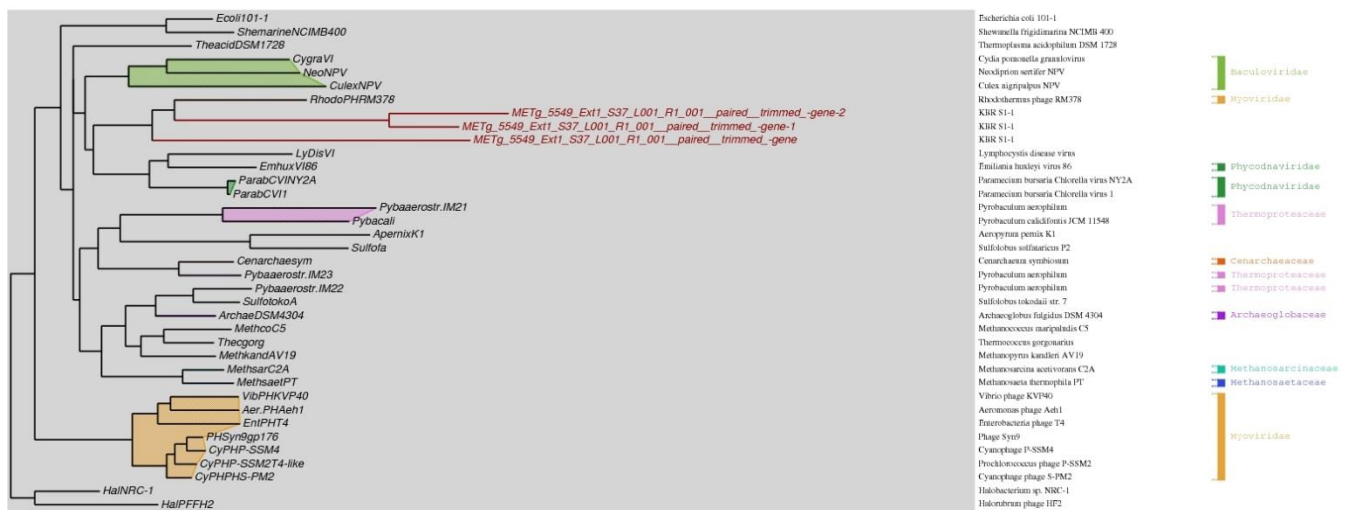 Ecoli101-1 Escherichia coli 101-1
ShemarineNCIMB400 Shewanella frigidimarina NCIMB 400
TheacidDSM1728 Thermoplasma acidophilum DSM 1728
CygraVI Cydia pomonella granulovirus
NeoNPV Neodiprion sertifer NPV Baculoviridae
CulexNPV Culex nigripalpus NPV
RhodoPHRM378 Rhodothermus phage RM378 Myoviridae
METg_5549_Ext1_S37_L001_R1_001__paired__trimmed_-gene-2 KBR S1-1
METg_5549_Ext1_S37_L001_R1_001__paired__trimmed_-gene-1 KBR S1-1
METg_5549_Ext1_S37_L001_R1_001__paired__trimmed_-gene KBR S1-1
LyDisVI Lymphocystis disease virus
EmhuxVI86 Emiliania huxleyi virus 86 Phycodnaviridae
ParabCVINY2A Paramecium bursaria Chlorella virus NY2A Phycodnaviridae
ParabCVI1 Paramecium bursaria Chlorella virus 1
Pybaaerostr.IM21 Pyrobaculum aerophilum Thermoproteaceae
Pybacali Pyrobaculum calidifontis JCM 11548
ApernixK1 Aeropyrum pernix K1
Sulfofa Sulfolobus solfataricus P2
Cenarchaesym Cenarchaeum symbiosum Cenarchaeaceae
Pybaaerostr.IM23 Pyrobaculum aerophilum Thermoproteaceae
Pybaaerostr.IM22 Pyrobaculum aerophilum Thermoproteaceae
SulfotokoA Sulfolobus tokodaii str. 7
ArchaeDSM4304 Archaeoglobus fulgidus DSM 4304 Archaeoglobaceae
MethcoC5 Methanococcus maripaludis C5
Thecgorg Thermococcus gorgonarius
MethkandAV19 Methanopyrus kandleri AV19
MethsarC2A Methanosarcina acetivorans C2A Methanosarcinaceae
MethsaetPT Methanosaeta thermophila PT Methanosaetaceae
VibPHKVP40 Vibrio phage KVP40
Aer.PHAeh1 Aeromonas phage Aeh1
EntPHT4 Enterobacteria phage T4
PHSyn9gp176 Phage Syn9 Myoviridae
CyPHP-SSM4 Cyanophage P-SSM4
CyPHP-SSM2T4-like Prochlorococcus phage P-SSM2
CyPHPHS-PM2 Cyanophage phage S-PM2
HalNRC-1 Halobacterium sp. NRC-1
HalPFFH2 Halorubrum phage HF2